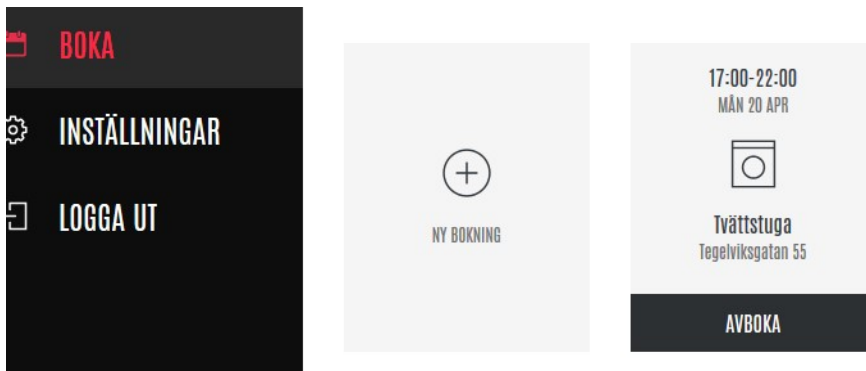 BOKA
INSTÄLLNINGAR
LOGGA UT
NY BOKNING
17:00-22:00
MÅN 20 APR
Tvättstuga
Tegelviksgatan 55
AVBOKA